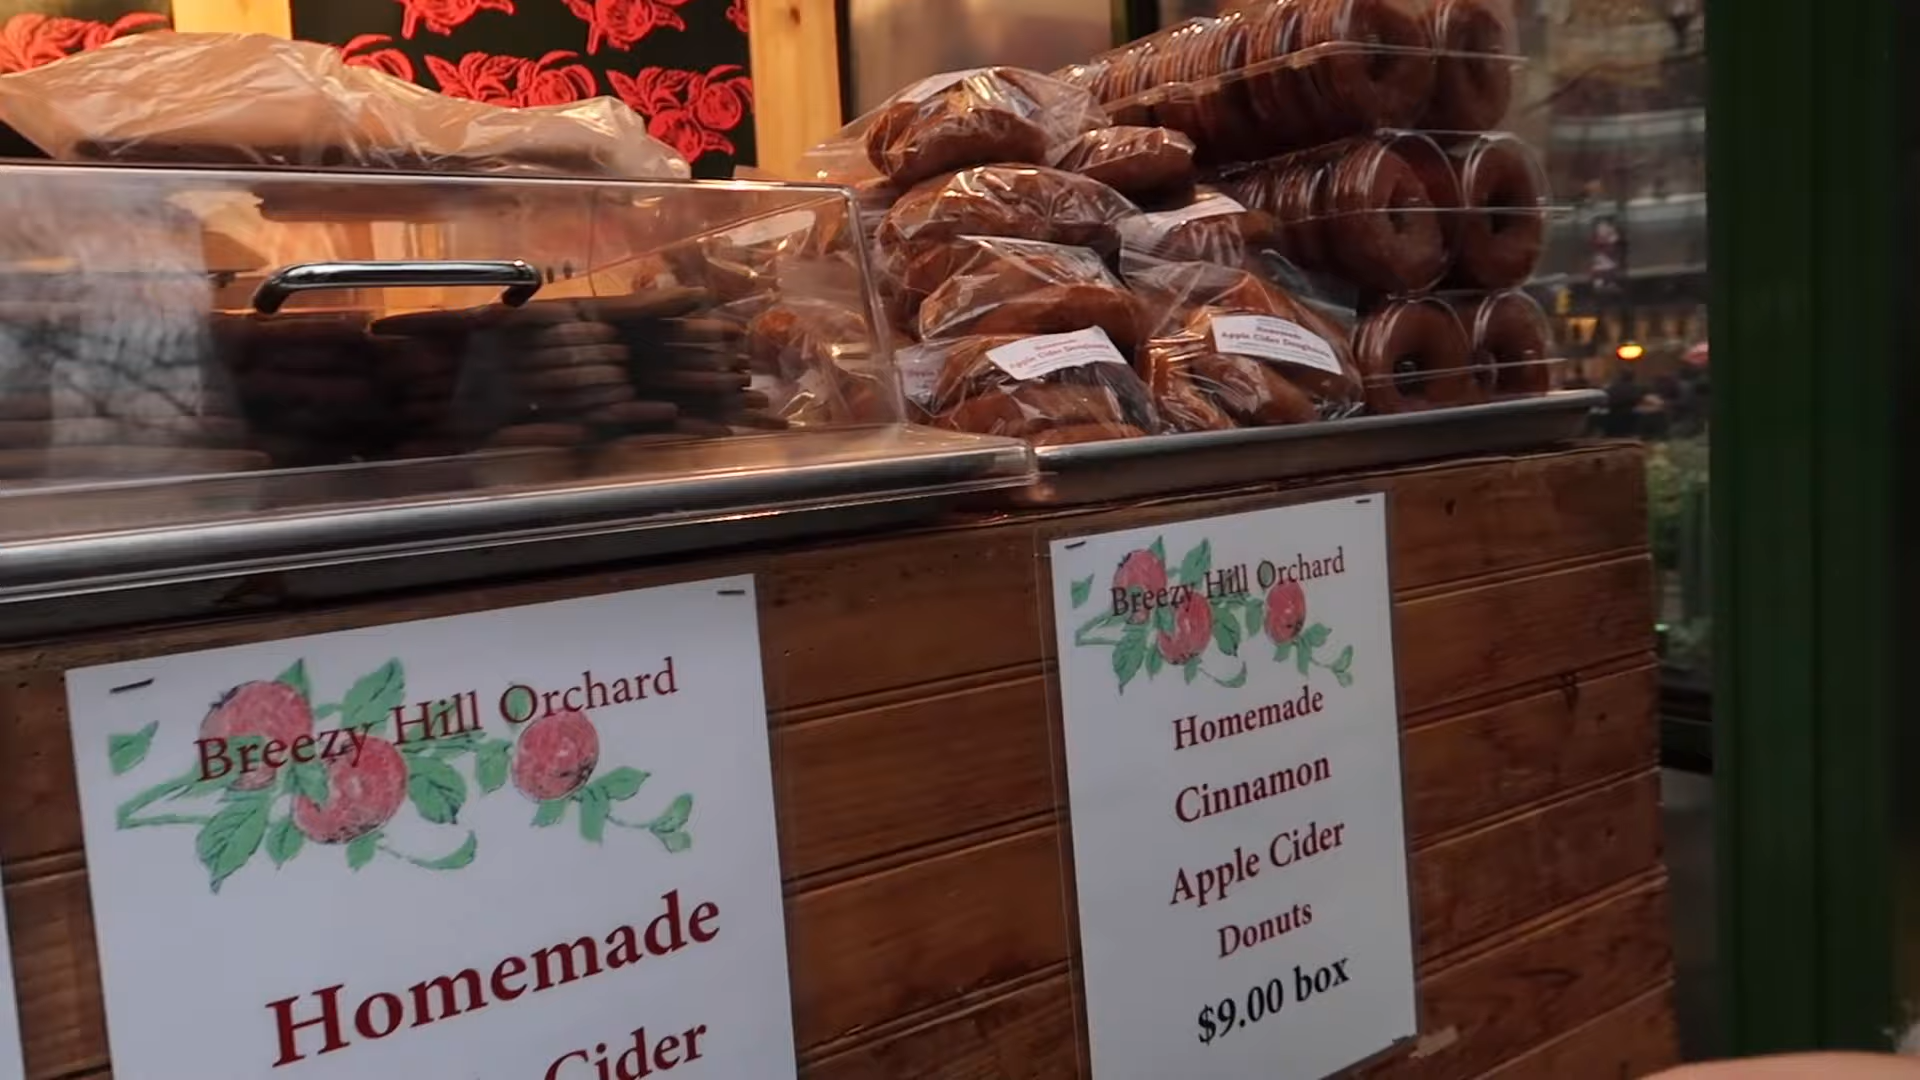 Apple Cider Doughnuts
Homemade
Apple Cider Doughnuts
Breezy Hill Orchard
Homemade
Cider
Breezy Hill Orchard
Homemade
Cinnamon
Apple Cider
Donuts
$9.00 box